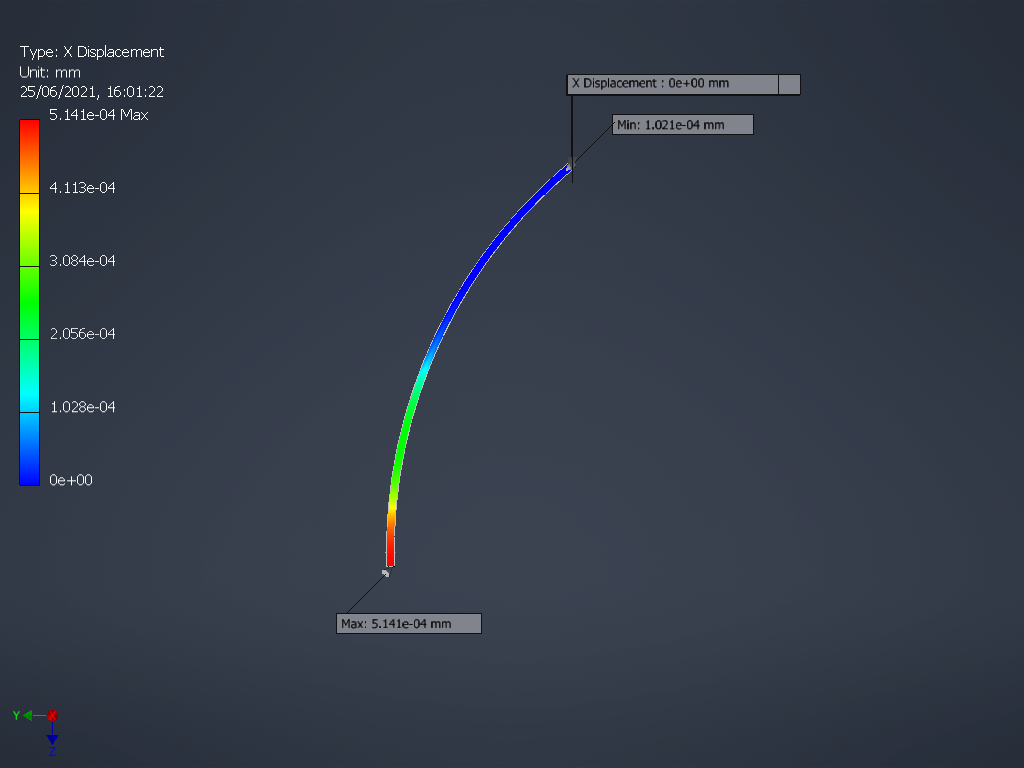 Type: X Displacement
Unit: mm
25/06/2021, 16:01:22
5.141e-04 Max
4.113e-04
3.084e-04
2.056e-04
1.028e-04
0e+00
X Displacement : 0e+00 mm
Min: 1.021e-04 mm
Max: 5.141e-04 mm
Y
X
Z